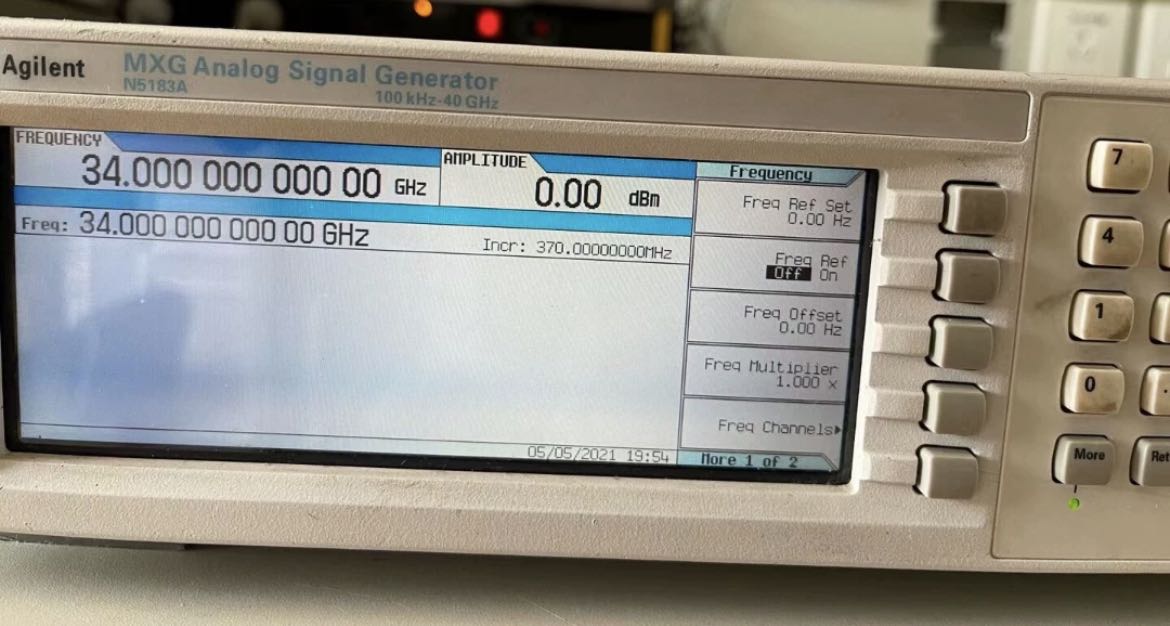 Agilent MXG Analog Signal Generator
N5183A
100 kHz-40 GHz
FREQUENCY
34.000 000 000 00 GHz
AMPLITUDE
0.00 dBm
Freq: 34.000 000 000 00 GHz
Incr: 370.00000000MHz
05/05/2021 19:54
Frequency
Freq Ref Set
0.00 Hz
Freq Ref
Off On
Freq Offset
0.00 Hz
Freq Multiplier
1.000 x
Freq Channels
More 1 of 2
7
4
1
0
.
More
Ret